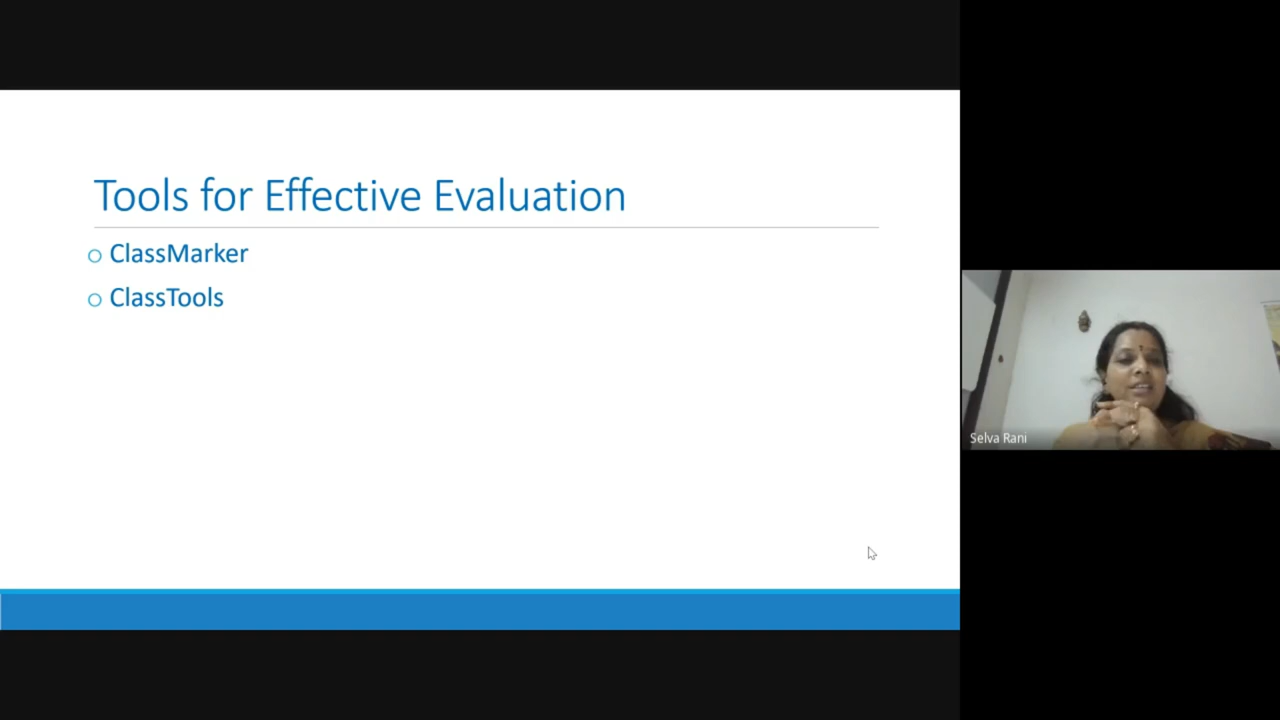 Tools for Effective Evaluation
o ClassMarker
o ClassTools
Selva Rani